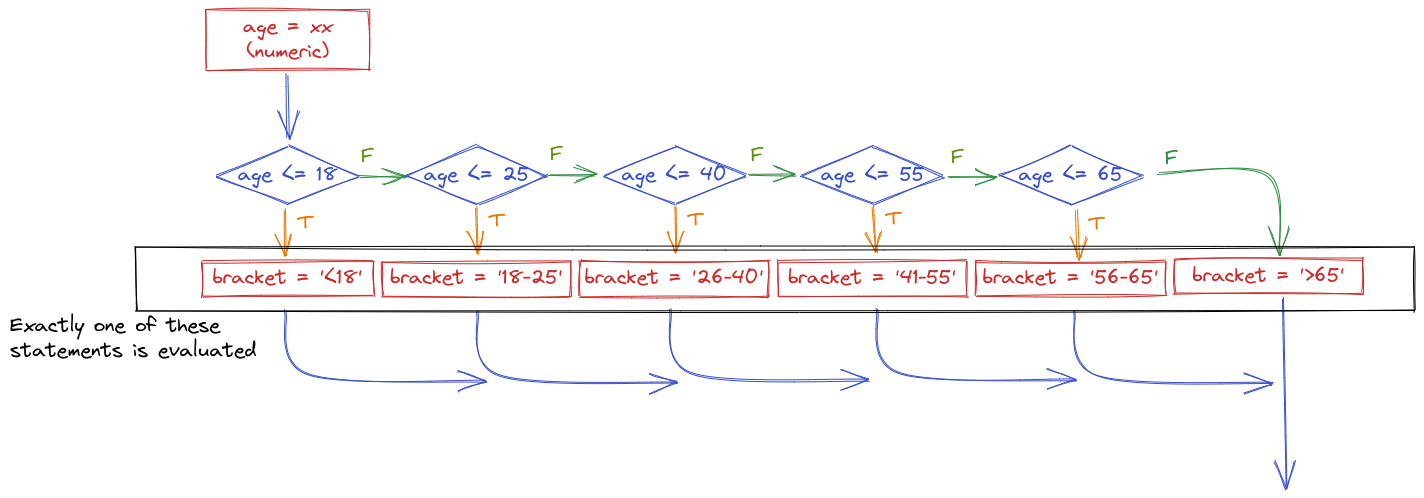 age = xx
(numeric)
F
F
F
F
F
age <= 18
age <= 25
age <= 40
age <= 55
age <= 65
T
T
T
T
T
bracket = '<18'
bracket = '18-25'
bracket = '26-40'
bracket = '41-55'
bracket = '56-65'
bracket = '>65'
Exactly one of these
statements is evaluated